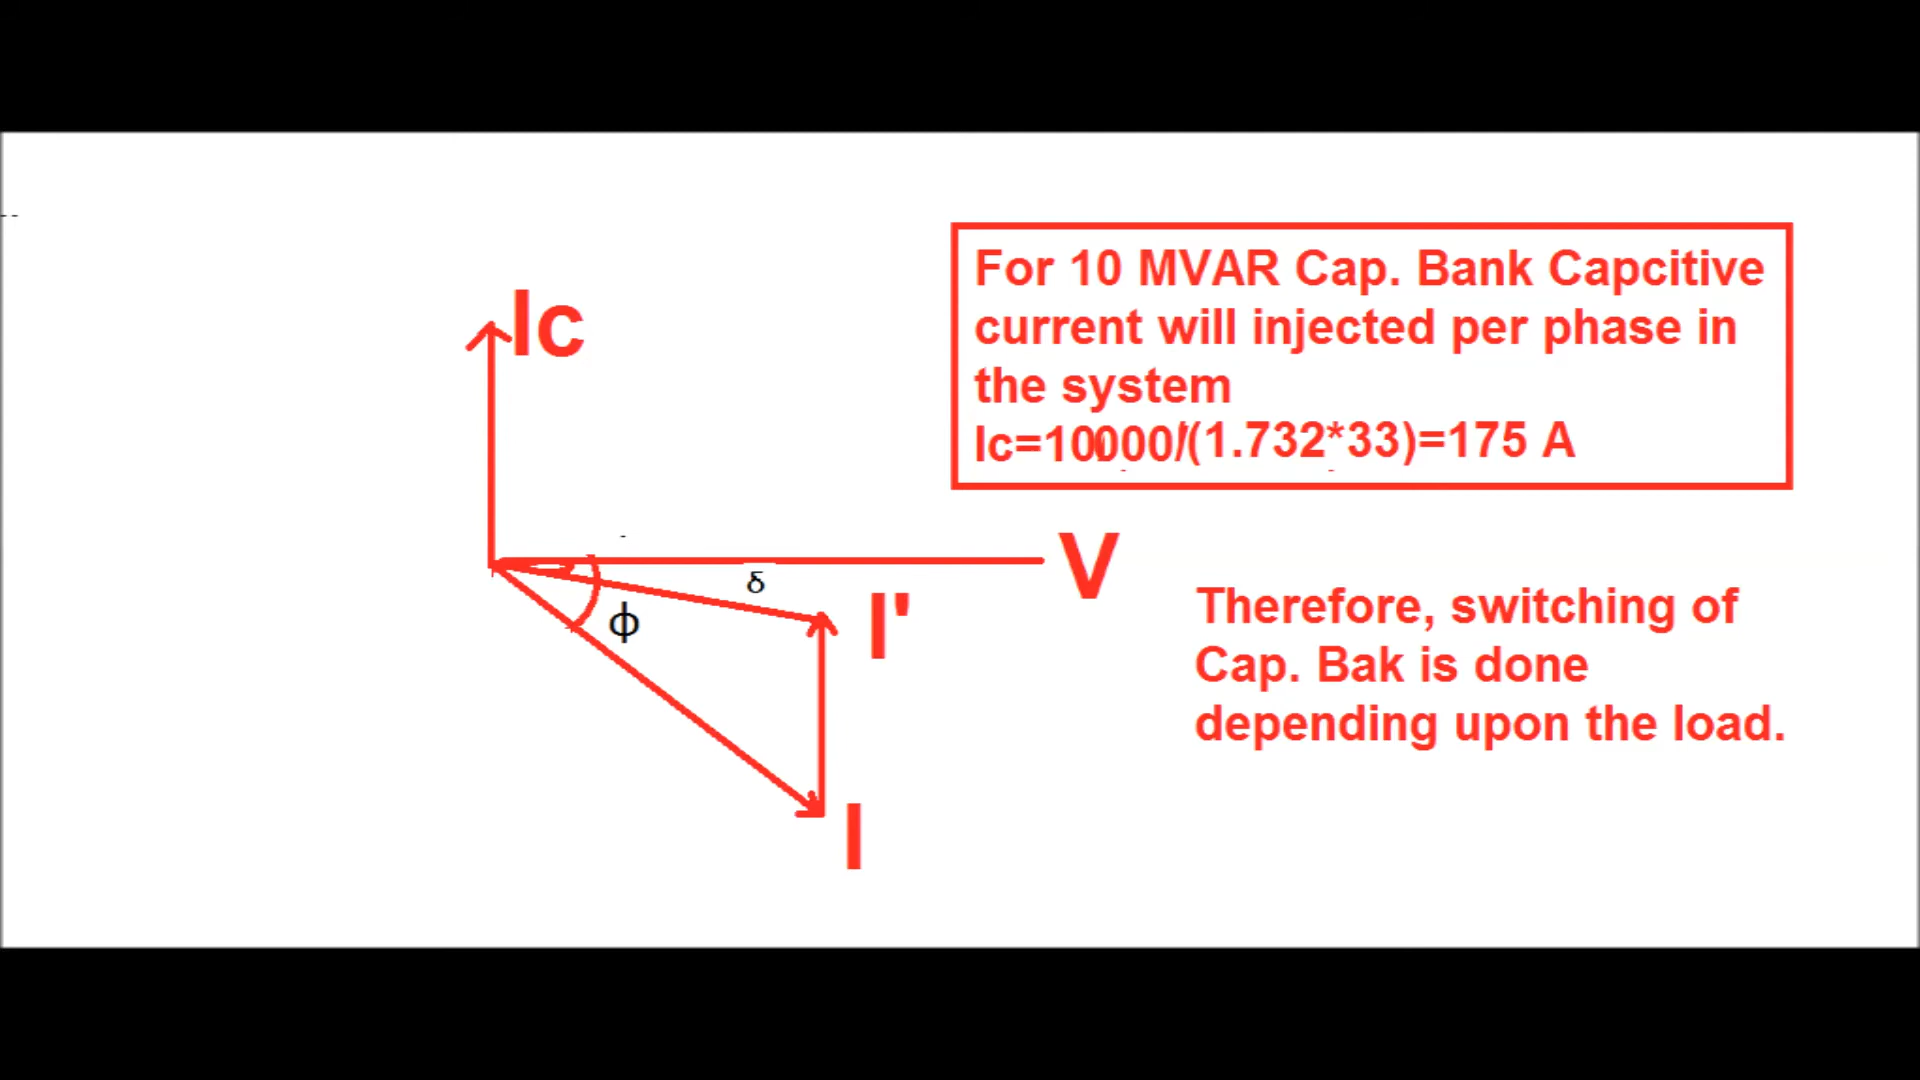 Ic
For 10 MVAR Cap. Bank Capcitive
current will injected per phase in
the system
Ic=10000/(1.732*33)=175 A
V
δ
I'
ϕ
Therefore, switching of
Cap. Bak is done
depending upon the load.
I